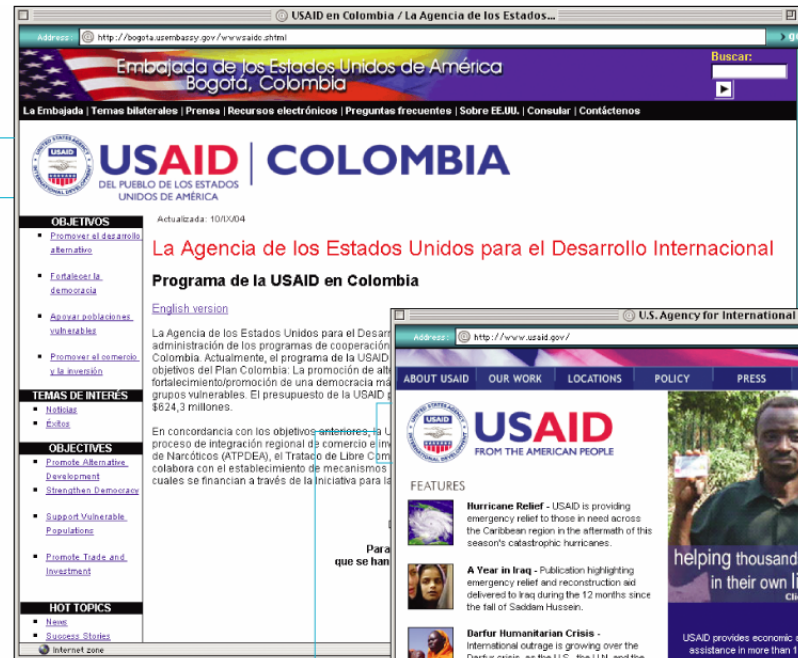 USAID en Colombia / La Agencia de los Estados...
Address: http://bogota.usembassy.gov/wwwsaidc.shtml
Embajada de los Estados Unidos de América
Bogotá, Colombia
Buscar:
La Embajada | Temas bilaterales | Prensa | Recursos electrónicos | Preguntas frecuentes | Sobre EE.UU. | Consular | Contáctenos
USAID
USAID | COLOMBIA
DEL PUEBLO DE LOS ESTADOS
UNIDOS DE AMÉRICA
OBJETIVOS
Promover el desarrollo
alternativo
Fortalecer la
democracia
Apoyar poblaciones
vulnerables
Promover el comercio
y la inversión
TEMAS DE INTERÉS
Noticias
Éxitos
OBJECTIVES
Promote Alternative
Development
Strengthen Democracy
Support Vulnerable
Populations
Promote Trade and
Investment
HOT TOPICS
News
Success Stories
Internet zone
Actualizada: 10/IX/04
La Agencia de los Estados Unidos para el Desarrollo Internacional
Programa de la USAID en Colombia
English version
La Agencia de los Estados Unidos para el
administración de los programas de cooperación
Colombia. Actualmente, el programa de la USAID
objetivos del Plan Colombia: La promoción de
fortalecimiento/promoción de una democracia
grupos vulnerables. El presupuesto de la USAID
$624,3 millones.
En concordancia con los objetivos anteriores, la
proceso de integración regional de comercio e
de Narcóticos (ATPDEA), el Tratado de Libre
colabora con el establecimiento de mecanismos
cuales se financian a través de la Iniciativa para
Para
que se han
U.S. Agency for International
Address: http://www.usaid.gov/
ABOUT USAID OUR WORK LOCATIONS POLICY PRESS
USAID
USAID
FROM THE AMERICAN PEOPLE
FEATURES
Hurricane Relief - USAID is providing
emergency relief to those in need across
the Caribbean region in the aftermath of this
season's catastrophic hurricanes.
A Year in Iraq - Publication highlighting
emergency relief and reconstruction aid
delivered to Iraq during the 12 months since
the fall of Saddam Hussein.
Darfur Humanitarian Crisis -
International outrage is growing over the
Darfur crisis, as the U.S., the U.N. and the
helping
in their own
USAID provides economic
assistance in more than